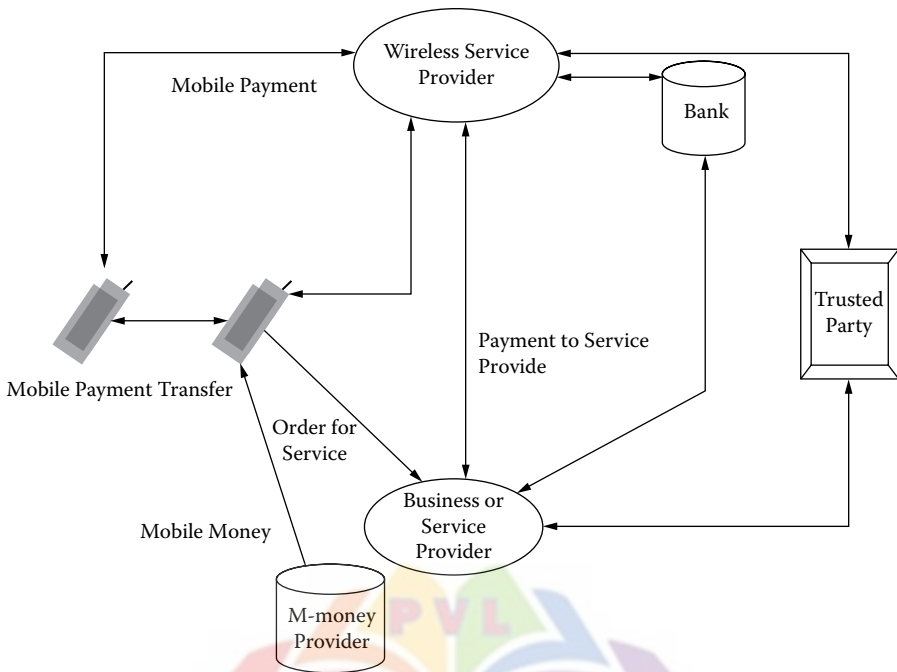 Wireless Service
Provider
Mobile Payment
Bank
Trusted
Party
Payment to Service
Provide
Mobile Payment Transfer
Order for
Service
Business or
Service
Provider
Mobile Money
M-money
Provider
PVL